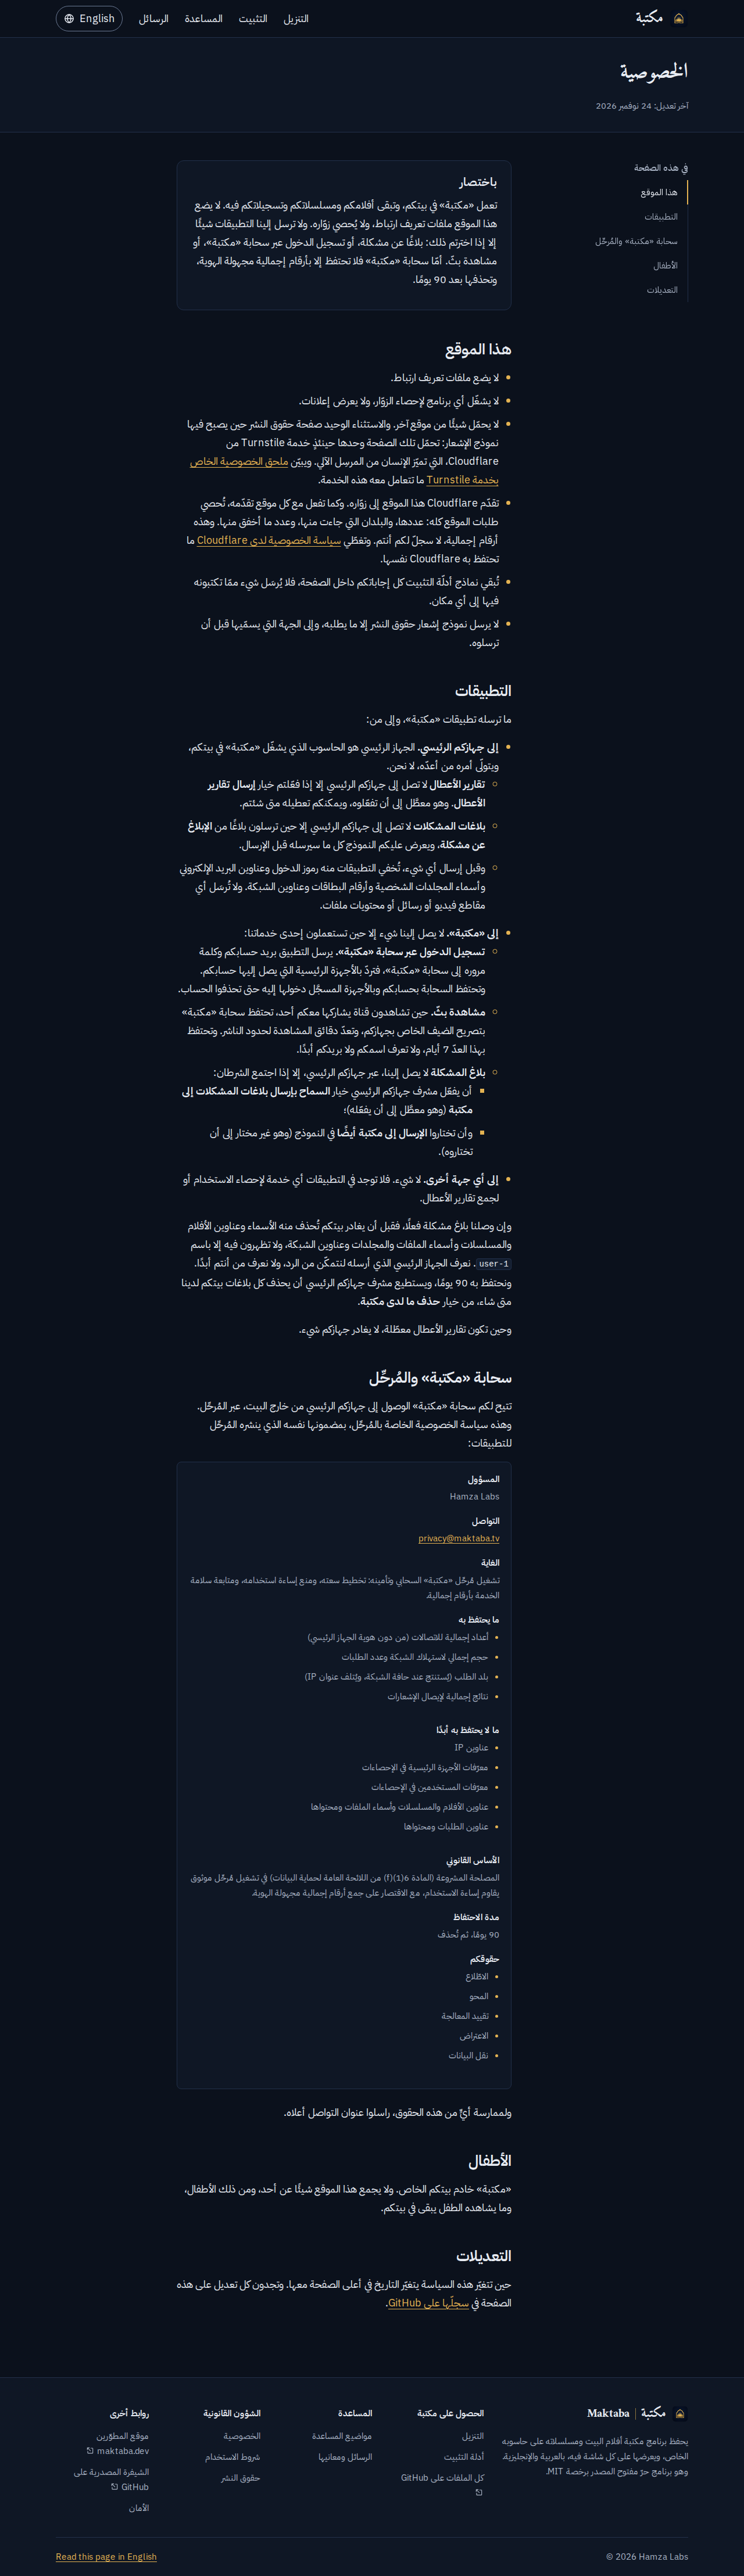 مكتبة
التنزيل
التثبيت
المساعدة
الرسائل
English
الخصوصية
آخر تعديل: 24 نوفمبر 2026
في هذه الصفحة
هذا الموقع
التطبيقات
سحابة «مكتبة» والمُرحِّل
الأطفال
التعديلات
باختصار
تعمل «مكتبة» في بيتكم، وتبقى أفلامكم ومسلسلاتكم وتسجيلاتكم فيه. لا يضع
هذا الموقع ملفات تعريف ارتباط، ولا يُحصي زوّاره. ولا ترسل إلينا التطبيقات شيئًا
إلا إذا اخترتم ذلك: بلاغًا عن مشكلة، أو تسجيل الدخول عبر سحابة «مكتبة»، أو
مشاهدة بثّ. أمّا سحابة «مكتبة» فلا تحتفظ إلا بأرقام إجمالية مجهولة الهوية،
وتحذفها بعد 90 يومًا.
هذا الموقع
لا يضع ملفات تعريف ارتباط.
لا يشغّل أي برنامج لإحصاء الزوّار، ولا يعرض إعلانات.
لا يحمّل شيئًا من موقع آخر. والاستثناء الوحيد صفحة حقوق النشر حين يصبح فيها
نموذج الإشعار: تحمّل تلك الصفحة وحدها حينئذٍ خدمة Turnstile من
Cloudflare، التي تميّز الإنسان من المرسِل الآلي. ويبيّن ملحق الخصوصية الخاص
بخدمة Turnstile ما تتعامل معه هذه الخدمة.
تقدّم Cloudflare هذا الموقع إلى زوّاره. وكما تفعل مع كل موقع تقدّمه، تُحصي
طلبات الموقع كله: عددها، والبلدان التي جاءت منها، وعدد ما أخفق منها. وهذه
أرقام إجمالية، لا سجلّ لكم أنتم. وتغطّي سياسة الخصوصية لدى Cloudflare ما
تحتفظ به Cloudflare نفسها.
تُبقي نماذج أدلّة التثبيت كل إجاباتكم داخل الصفحة، فلا يُرسَل شيء ممّا تكتبونه
فيها إلى أي مكان.
لا يرسل نموذج إشعار حقوق النشر إلا ما يطلبه، وإلى الجهة التي يسمّيها قبل أن
ترسلوه.
التطبيقات
ما ترسله تطبيقات «مكتبة»، وإلى من:
إلى جهازكم الرئيسي. الجهاز الرئيسي هو الحاسوب الذي يشغّل «مكتبة» في بيتكم،
ويتولّى أمره من أعدّه، لا نحن.
تقارير الأعطال لا تصل إلى جهازكم الرئيسي إلا إذا فعّلتم خيار إرسال تقارير
الأعطال. وهو معطَّل إلى أن تفعّلوه، ويمكنكم تعطيله متى شئتم.
بلاغات المشكلات لا تصل إلى جهازكم الرئيسي إلا حين ترسلون بلاغًا من الإبلاغ
عن مشكلة، ويعرض عليكم النموذج كل ما سيرسله قبل الإرسال.
وقبل إرسال أي شيء، تُخفي التطبيقات منه رموز الدخول وعناوين البريد الإلكتروني
وأسماء المجلدات الشخصية وأرقام البطاقات وعناوين الشبكة. ولا تُرسَل أي
مقاطع فيديو أو رسائل أو محتويات ملفات.
إلى «مكتبة». لا يصل إلينا شيء إلا حين تستعملون إحدى خدماتنا:
تسجيل الدخول عبر سحابة «مكتبة». يرسل التطبيق بريد حسابكم وكلمة
مروره إلى سحابة «مكتبة»، فتردّ بالأجهزة الرئيسية التي يصل إليها حسابكم.
وتحتفظ السحابة بحسابكم وبالأجهزة المسجَّل دخولها إليه حتى تحذفوا الحساب.
مشاهدة بثّ. حين تشاهدون قناة يشاركها معكم أحد، تحتفظ سحابة «مكتبة»
بتصريح الضيف الخاص بجهازكم، وتعدّ دقائق المشاهدة لحدود الناشر. وتحتفظ
بهذا العدّ 7 أيام، ولا تعرف اسمكم ولا بريدكم أبدًا.
بلاغ المشكلة لا يصل إلينا، عبر جهازكم الرئيسي، إلا إذا اجتمع الشرطان:
أن يفعّل مشرف جهازكم الرئيسي خيار السماح بإرسال بلاغات المشكلات إلى
مكتبة (وهو معطَّل إلى أن يفعّله)؛
وأن تختاروا الإرسال إلى مكتبة أيضًا في النموذج (وهو غير مختار إلى أن
تختاروه).
إلى أي جهة أخرى. لا شيء. فلا توجد في التطبيقات أي خدمة لإحصاء الاستخدام أو
لجمع تقارير الأعطال.
وإن وصلنا بلاغ مشكلة فعلًا، فقبل أن يغادر بيتكم تُحذف منه الأسماء وعناوين الأفلام
والمسلسلات وأسماء الملفات والمجلدات وعناوين الشبكة، ولا تظهرون فيه إلا باسم
user-1. نعرف الجهاز الرئيسي الذي أرسله لنتمكّن من الرد، ولا نعرف من أنتم أبدًا.
ونحتفظ به 90 يومًا، ويستطيع مشرف جهازكم الرئيسي أن يحذف كل بلاغات بيتكم لدينا
متى شاء، من خيار حذف ما لدى مكتبة.
وحين تكون تقارير الأعطال معطّلة، لا يغادر جهازكم شيء.
سحابة «مكتبة» والمُرحِّل
تتيح لكم سحابة «مكتبة» الوصول إلى جهازكم الرئيسي من خارج البيت، عبر المُرحِّل.
وهذه سياسة الخصوصية الخاصة بالمُرحِّل، بمضمونها نفسه الذي ينشره المُرحِّل
للتطبيقات:
المسؤول
Hamza Labs
التواصل
privacy@maktaba.tv
الغاية
تشغيل مُرحِّل «مكتبة» السحابي وتأمينه: تخطيط سعته، ومنع إساءة استخدامه، ومتابعة سلامة
الخدمة بأرقام إجمالية.
ما يحتفظ به
أعداد إجمالية للاتصالات (من دون هوية الجهاز الرئيسي)
حجم إجمالي لاستهلاك الشبكة وعدد الطلبات
بلد الطلب (يُستنتج عند حافة الشبكة، ويُتلف عنوان IP)
نتائج إجمالية لإيصال الإشعارات
ما لا يحتفظ به أبدًا
عناوين IP
معرّفات الأجهزة الرئيسية في الإحصاءات
معرّفات المستخدمين في الإحصاءات
عناوين الأفلام والمسلسلات وأسماء الملفات ومحتواها
عناوين الطلبات ومحتواها
الأساس القانوني
المصلحة المشروعة (المادة 6(1)(f) من اللائحة العامة لحماية البيانات) في تشغيل مُرحِّل موثوق
يقاوم إساءة الاستخدام، مع الاقتصار على جمع أرقام إجمالية مجهولة الهوية.
مدة الاحتفاظ
90 يومًا، ثم تُحذف
حقوقكم
الاطّلاع
المحو
تقييد المعالجة
الاعتراض
نقل البيانات
ولممارسة أيٍّ من هذه الحقوق، راسلوا عنوان التواصل أعلاه.
الأطفال
«مكتبة» خادم بيتكم الخاص. ولا يجمع هذا الموقع شيئًا عن أحد، ومن ذلك الأطفال،
وما يشاهده الطفل يبقى في بيتكم.
التعديلات
حين تتغيّر هذه السياسة يتغيّر التاريخ في أعلى الصفحة معها. وتجدون كل تعديل على هذه
الصفحة في سجلّها على GitHub.
مكتبة | Maktaba
يحفظ برنامج مكتبة أفلام البيت ومسلسلاته على حاسوبه
الخاص، ويعرضها على كل شاشة فيه، بالعربية والإنجليزية.
وهو برنامج حرّ مفتوح المصدر برخصة MIT.
الحصول على مكتبة
التنزيل
أدلة التثبيت
كل الملفات على GitHub
المساعدة
مواضيع المساعدة
الرسائل ومعانيها
الشؤون القانونية
الخصوصية
شروط الاستخدام
حقوق النشر
روابط أخرى
موقع المطوّرين
maktaba.dev
الشيفرة المصدرية على
GitHub
الأمان
© 2026 Hamza Labs
Read this page in English